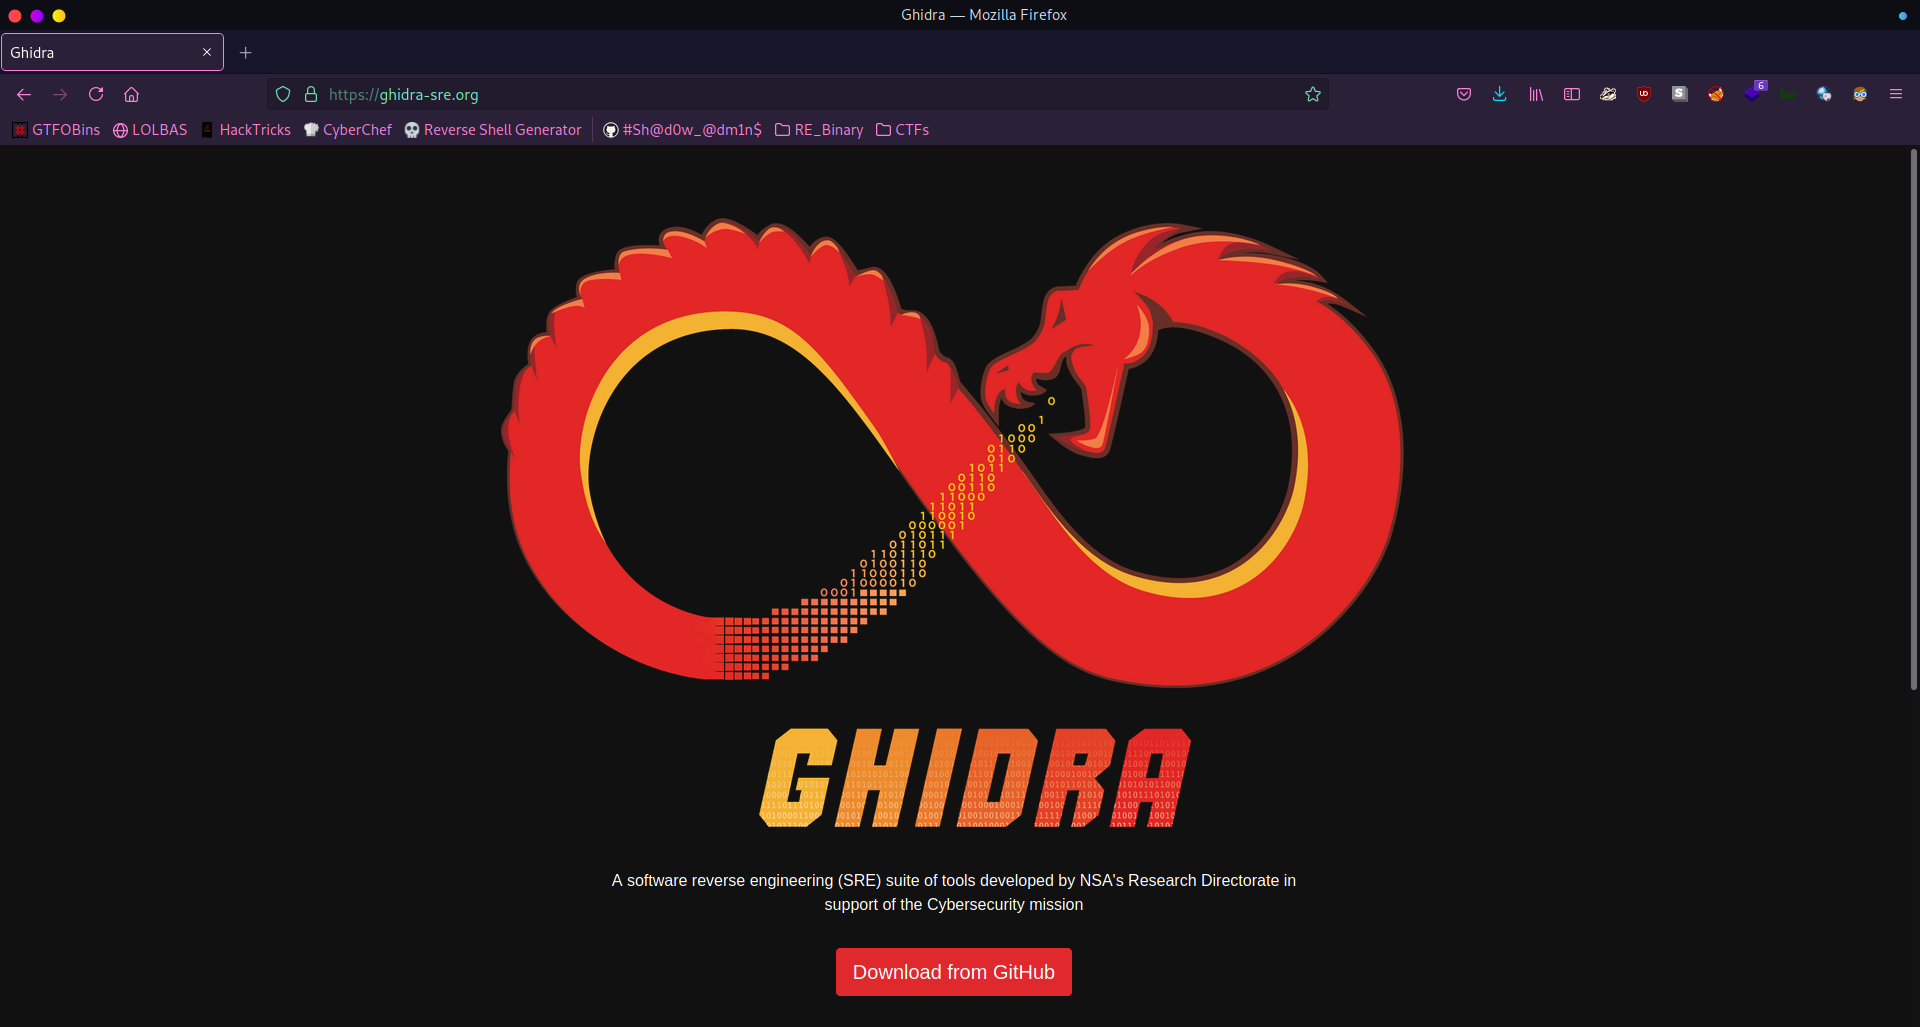 Ghidra — Mozilla Firefox
Ghidra
https://ghidra-sre.org
6
GTFOBins LOLBAS HackTricks CyberChef Reverse Shell Generator #Sh@d0w_@dm1n$ RE_Binary CTFs
GHIDRA
A software reverse engineering (SRE) suite of tools developed by NSA's Research Directorate in
support of the Cybersecurity mission
Download from GitHub